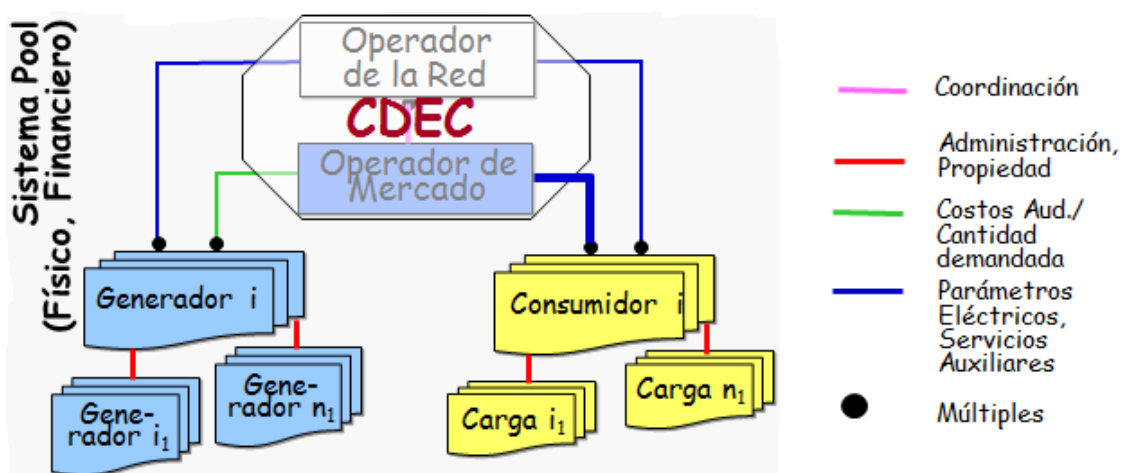 Sistema Pool
(Físico, Financiero)
Operador
de la Red
CDEC
Operador de
Mercado
Generador i
Gene-
rador i₁
Gene-
rador n₁
Consumidor i
Carga i₁
Carga n₁
Coordinación
Administración,
Propiedad
Costos Aud./
Cantidad
demandada
Parámetros
Eléctricos,
Servicios
Auxiliares
Múltiples